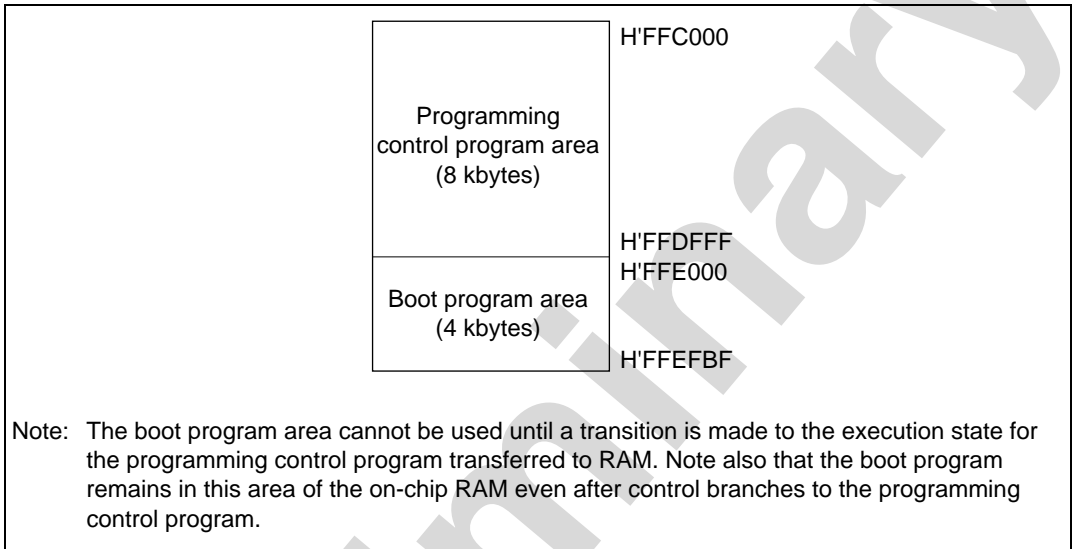 H'FFC000
Programming
control program area
(8 kbytes)
H'FFDFFF
H'FFE000
Boot program area
(4 kbytes)
H'FFEFBF
Note: The boot program area cannot be used until a transition is made to the execution state for
the programming control program transferred to RAM. Note also that the boot program
remains in this area of the on-chip RAM even after control branches to the programming
control program.
minary